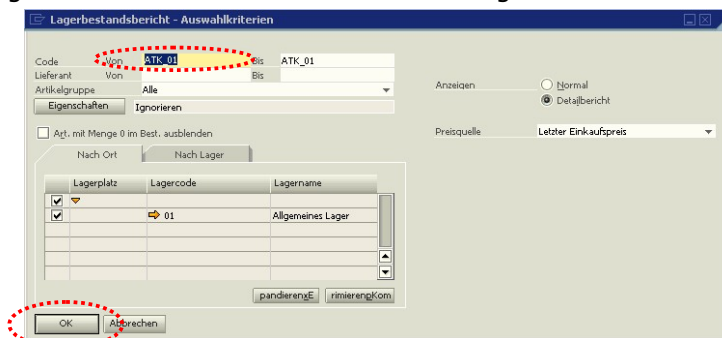 Lagerbestandsbericht - Auswahlkriterien
Code Von ATK_01 Bis ATK_01
Lieferant Von Bis
Artikelgruppe Alle
Eigenschaften Ignorieren
Anzeigen Normal
Detailbericht
Art. mit Menge 0 im Best. ausblenden
Preisquelle Letzter Einkaufspreis
Nach Ort Nach Lager
Lagerplatz Lagercode Lagername
01 Allgemeines Lager
pandierenxE rimierenpKom
OK Abbrechen